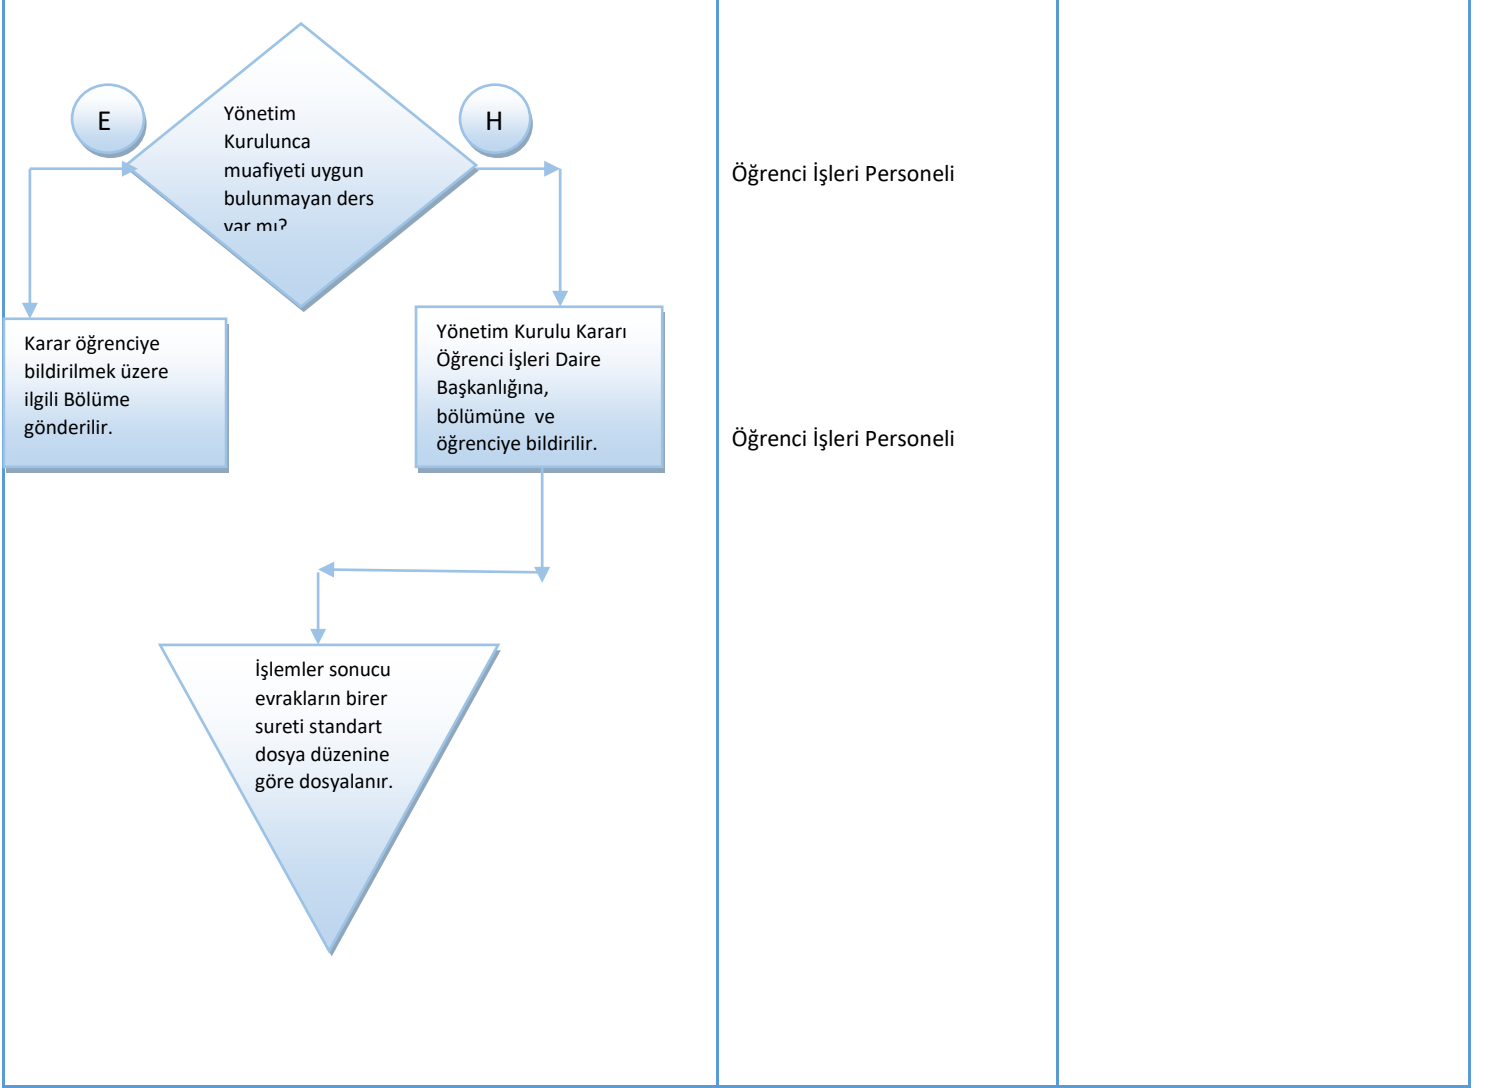 E
H
Yönetim
Kurulunca
muafiyeti uygun
bulunmayan ders
var mı?
Öğrenci İşleri Personeli
Karar öğrenciye
bildirilmek üzere
ilgili Bölüme
gönderilir.
Yönetim Kurulu Kararı
Öğrenci İşleri Daire
Başkanlığına,
bölümüne ve
öğrenciye bildirilir.
Öğrenci İşleri Personeli
İşlemler sonucu
evrakların birer
sureti standart
dosya düzenine
göre dosyalanır.